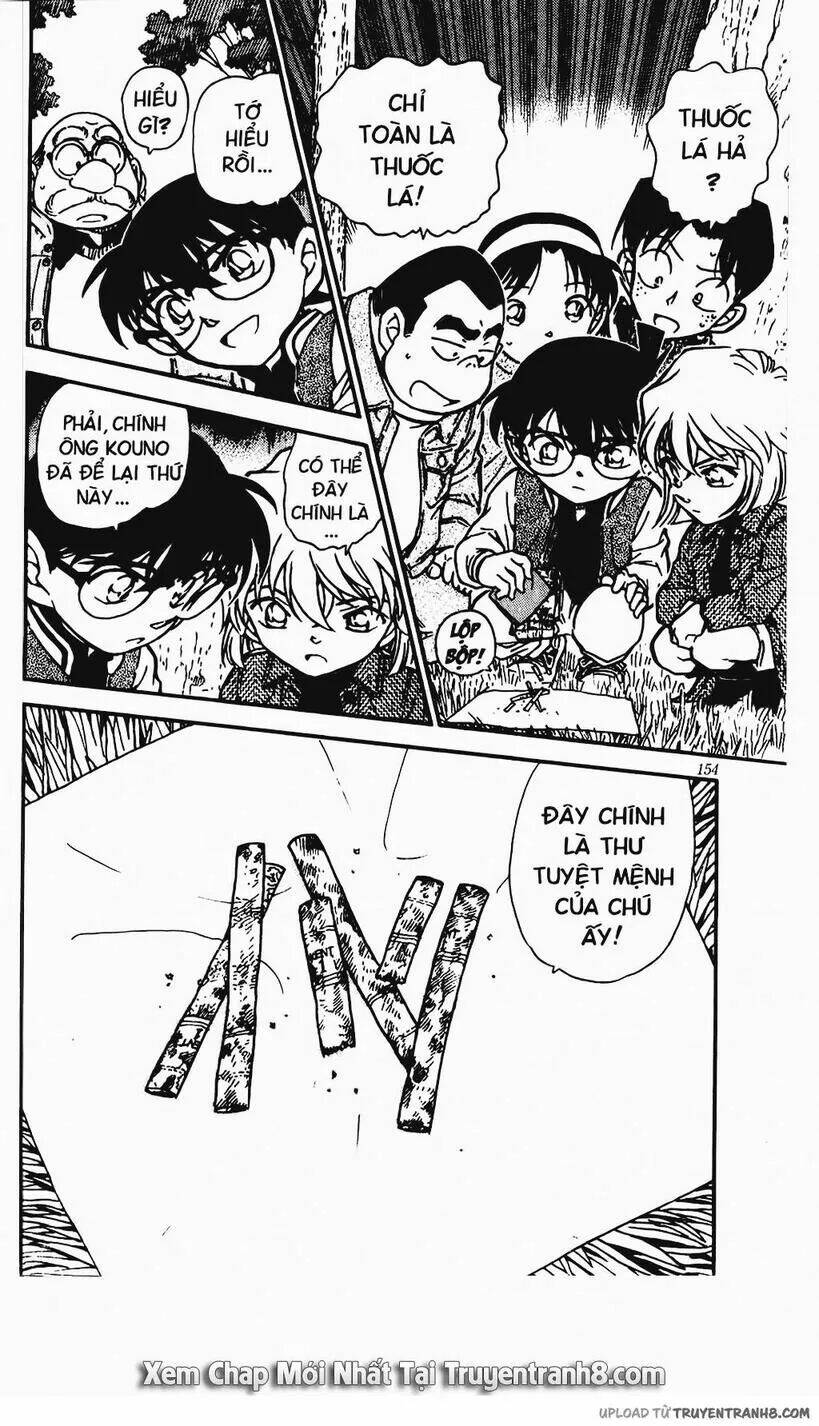 THUỐC
LÁ HẢ
?
CHỈ
TOÀN LÀ
THUỐC
LÁ!
LỘP
BỘP!
TỚ
HIỂU
RỒI...
HIỂU
GÌ?
CÓ THỂ
ĐÂY
CHÍNH LÀ
...
PHẢI, CHÍNH
ÔNG KOUNO
ĐÃ ĐỂ LẠI THỨ
NÀY...
154
ĐÂY CHÍNH
LÀ THƯ
TUYỆT MỆNH
CỦA CHÚ
ẤY!
KENT
1
Xem Chap Mới Nhất Tại Truyentranh8.com
UPLOAD TỪ TRUYENTRANH8.COM